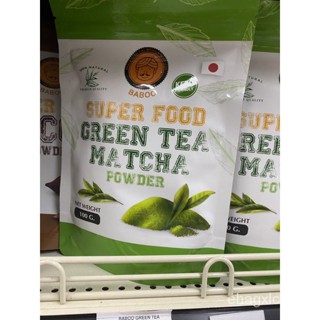 BABOO
SUPER FOOD
GREEN TEA
MATCHA
POWDER
NET WEIGHT
100 G.
BABOO GREEN TEA